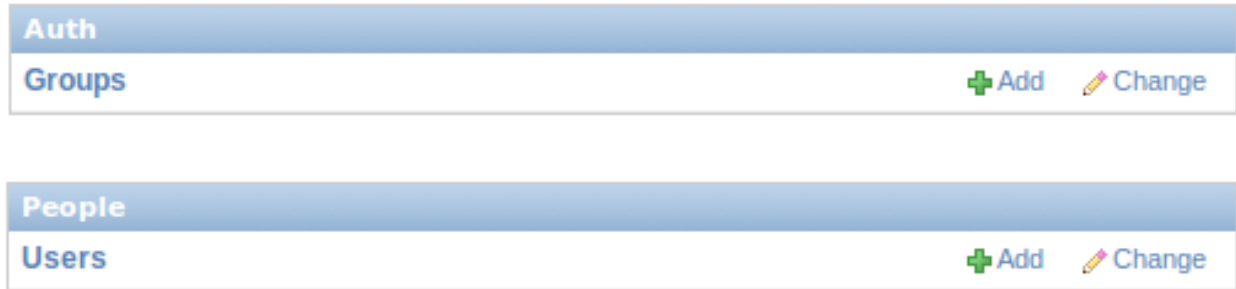 Auth
Groups Add Change
People
Users Add Change